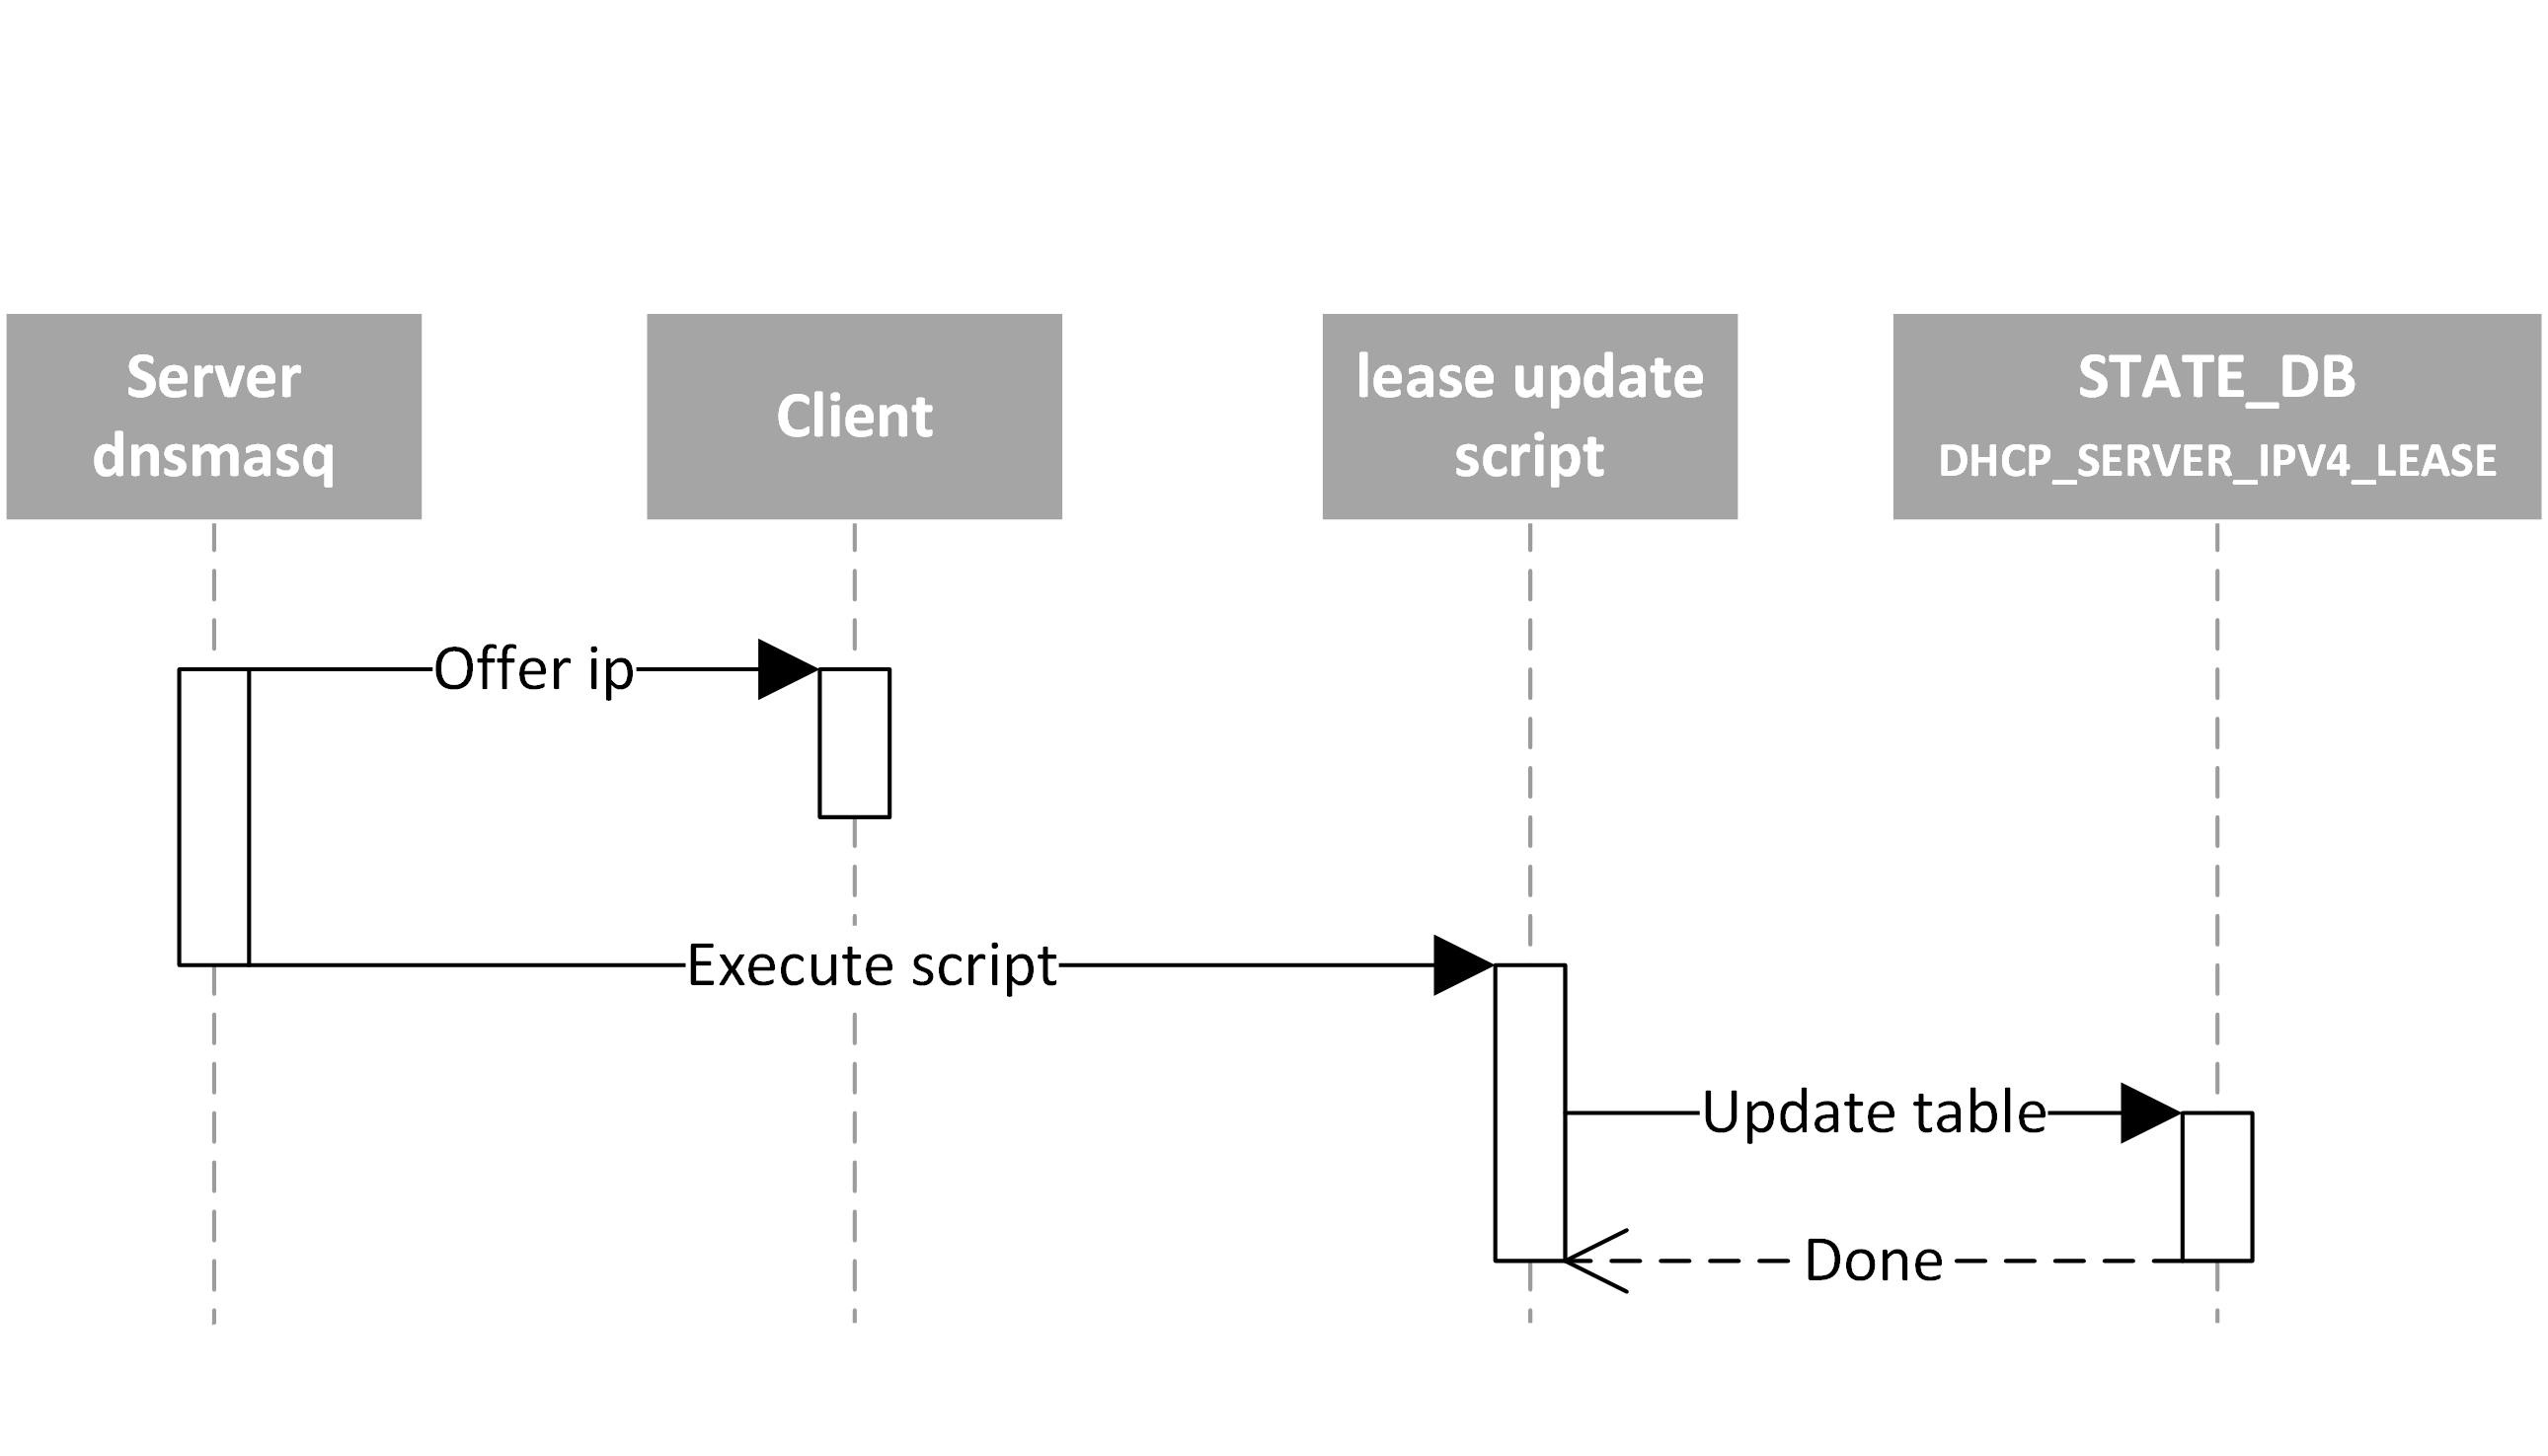 Server
dnsmasq
Client
lease update
script
STATE_DB
DHCP_SERVER_IPV4_LEASE
Offer ip
Execute script
Update table
Done